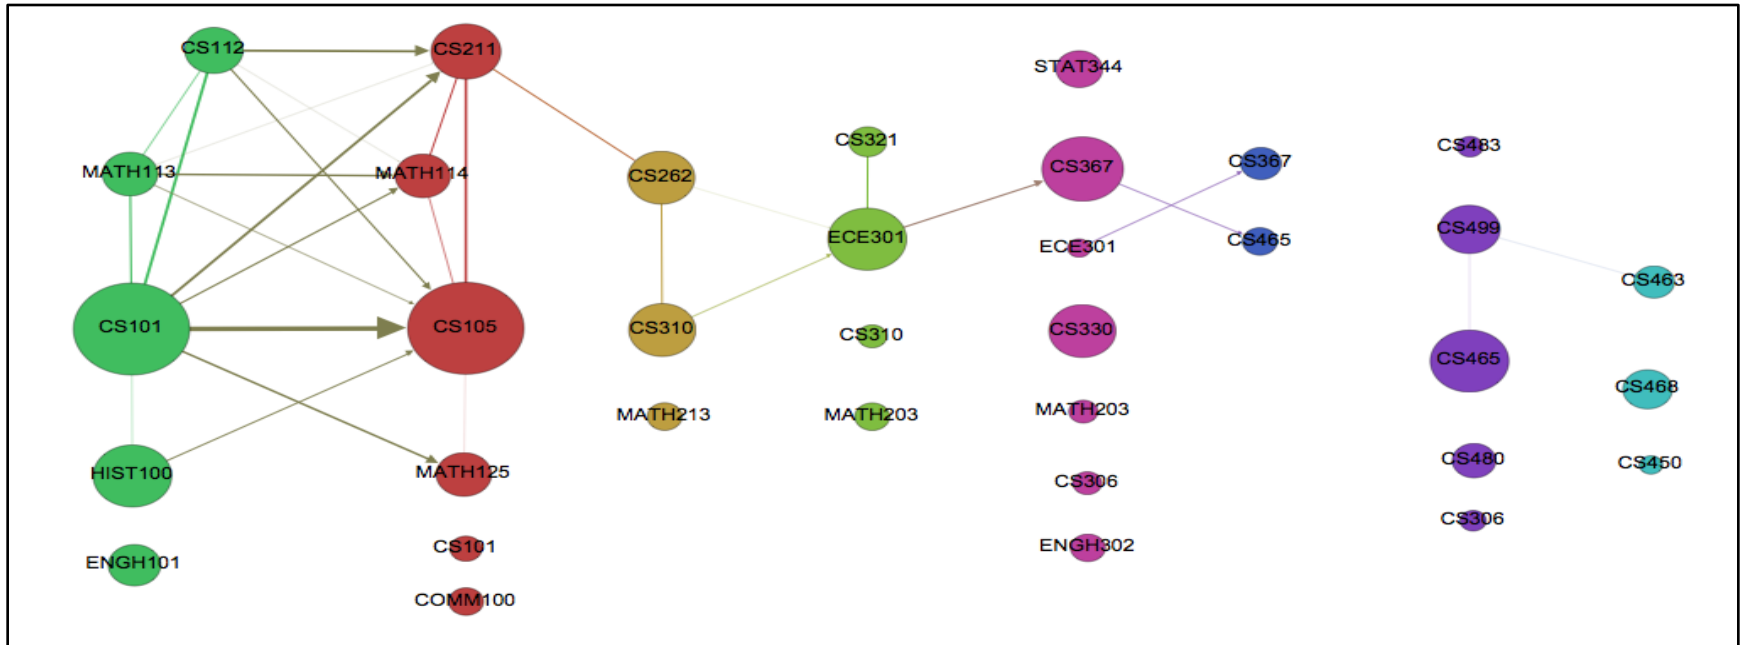 CS112
MATH113
CS101
HIST100
ENGH101
CS211
MATH114
CS105
MATH125
CS101
COMM100
CS262
CS310
MATH213
CS321
ECE301
CS310
MATH203
STAT344
CS367
ECE301
CS330
MATH203
CS306
ENGH302
CS367
CS465
CS483
CS499
CS465
CS480
CS306
CS463
CS468
CS450